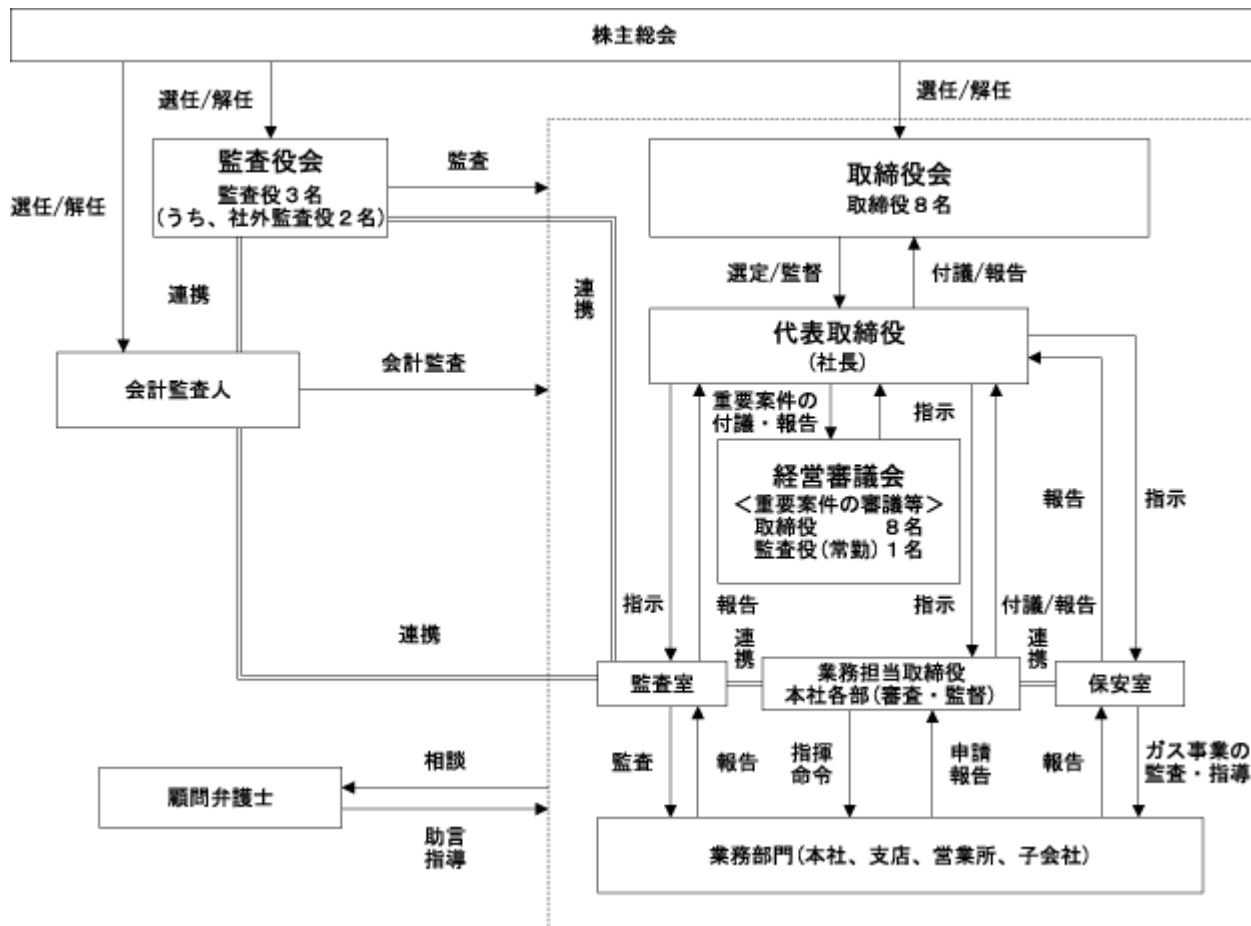 株主総会
選任/解任
選任/解任
監査役会
監査役3名
(うち、社外監査役2名)
監査
取締役会
取締役8名
選任/解任
連携
連携
選定/監督
付議/報告
代表取締役
(社長)
会計監査人
会計監査
重要案件の
付議・報告
指示
経営審議会
<重要案件の審議等>
取締役 8名
監査役(常勤)1名
報告
指示
指示
報告
指示
付議/報告
連携
連携
連携
監査室
業務担当取締役
本社各部(審査・監督)
保安室
監査
報告
指揮
命令
申請
報告
報告
ガス事業の
監査・指導
相談
顧問弁護士
助言
指導
業務部門(本社、支店、営業所、子会社)